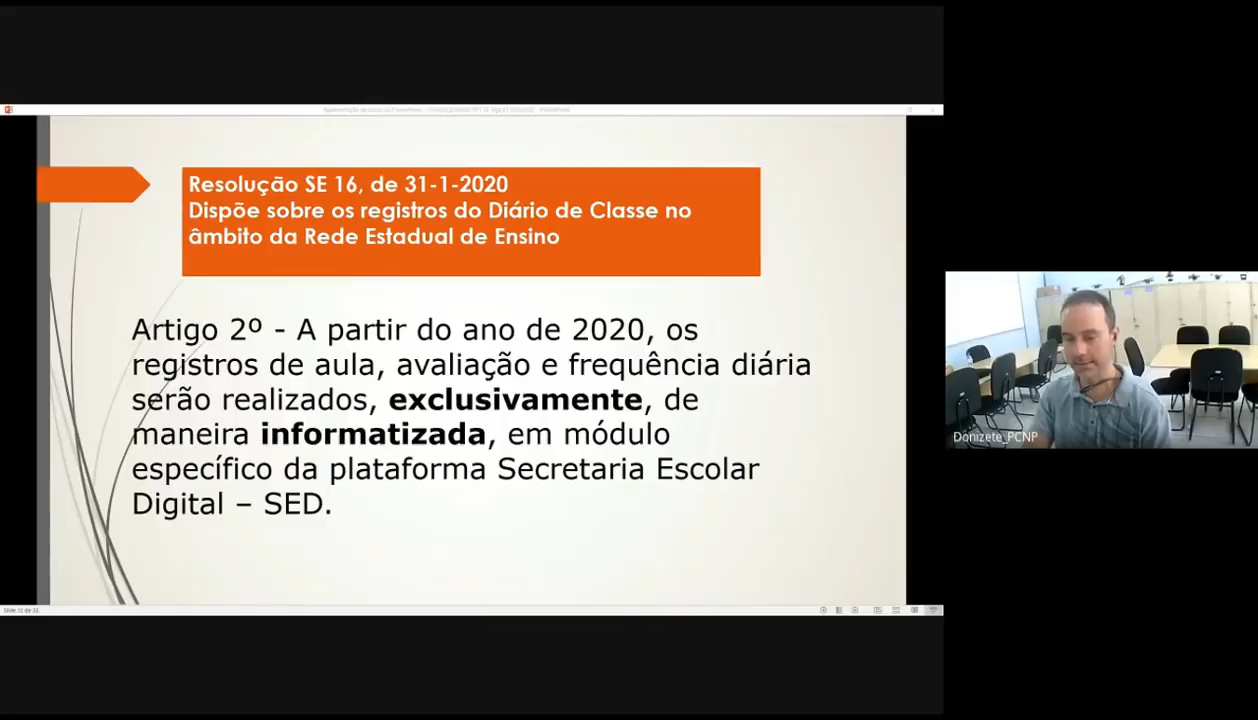 Resolução SE 16, de 31-1-2020
Dispõe sobre os registros do Diário de Classe no
âmbito da Rede Estadual de Ensino
Artigo 2º - A partir do ano de 2020, os
registros de aula, avaliação e frequência diária
serão realizados, exclusivamente, de
maneira informatizada, em módulo
específico da plataforma Secretaria Escolar
Digital – SED.
Donizete_PCNP